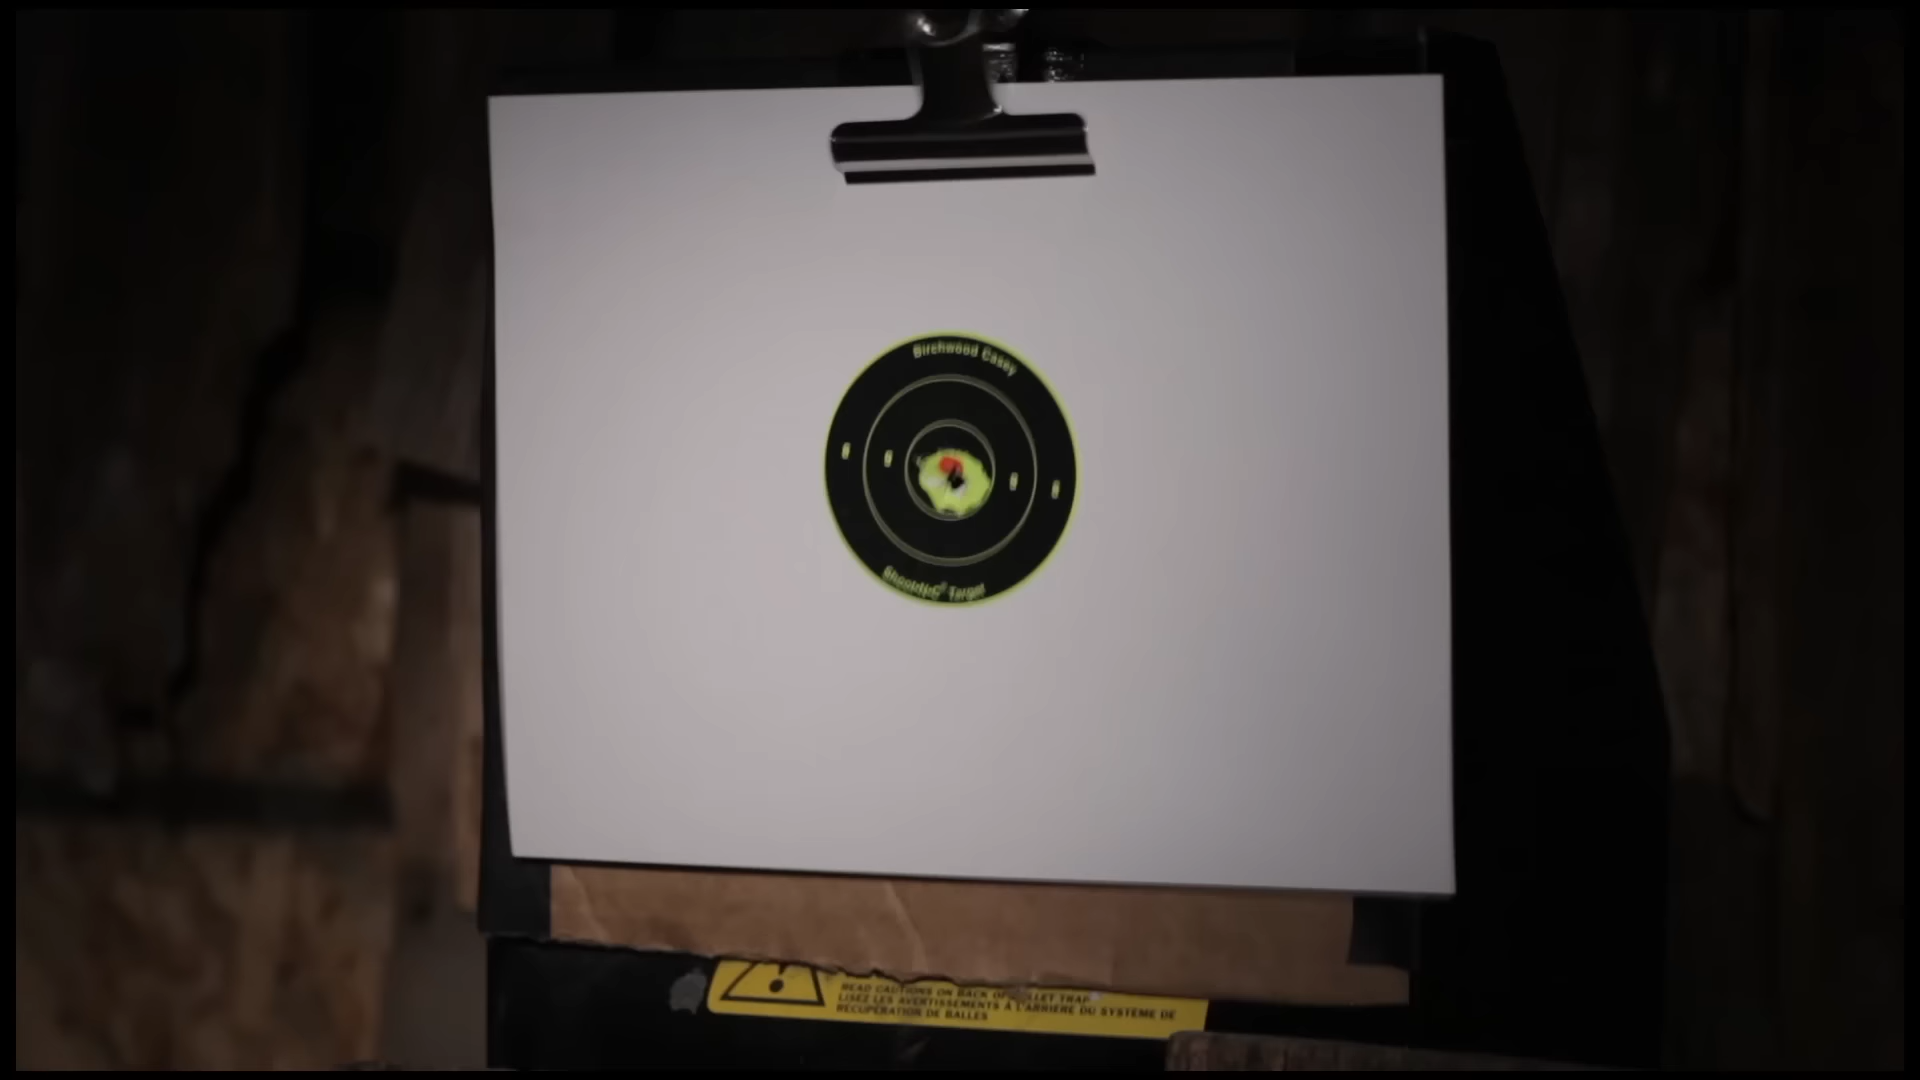 Birchwood Casey
Shoot•N•C® Target
READ CAUTIONS ON BACK OF BULLET TRAP
LISEZ LES AVERTISSEMENTS À L'ARRIERE DU SYSTÈME DE
RÉCUPÉRATION DE BALLES